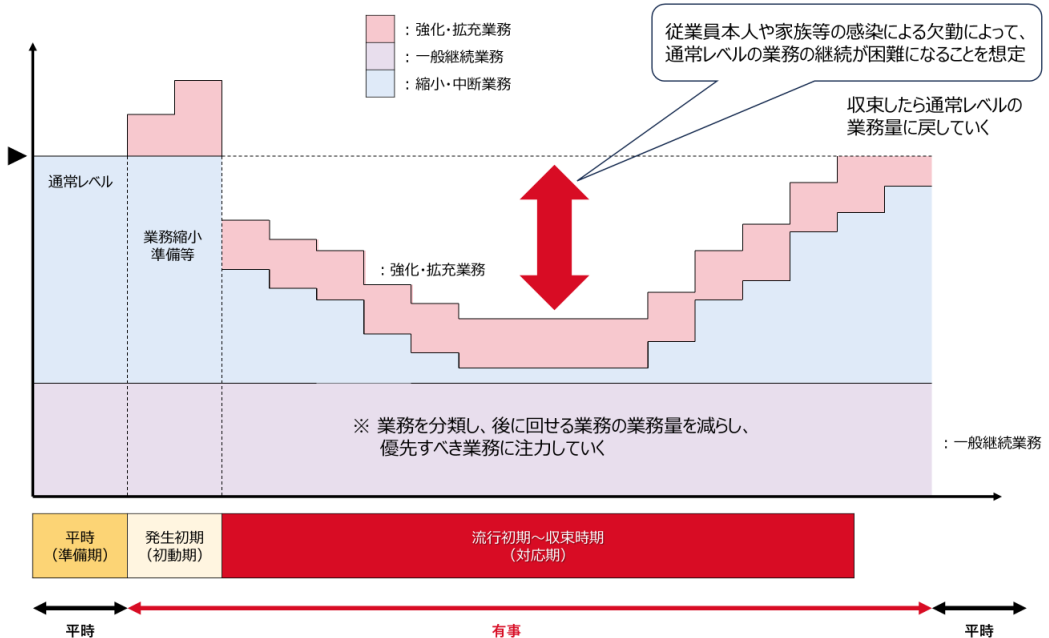 ：強化・拡充業務
：一般継続業務
：縮小・中断業務
従業員本人や家族等の感染による欠勤によって、
通常レベルの業務の継続が困難になることを想定
収束したら通常レベルの
業務量に戻していく
通常レベル
業務縮小
準備等
：強化・拡充業務
※ 業務を分類し、後に回せる業務の業務量を減らし、
優先すべき業務に注力していく
：一般継続業務
平時
（準備期）
発生初期
（初動期）
流行初期～収束時期
（対応期）
平時
有事
平時